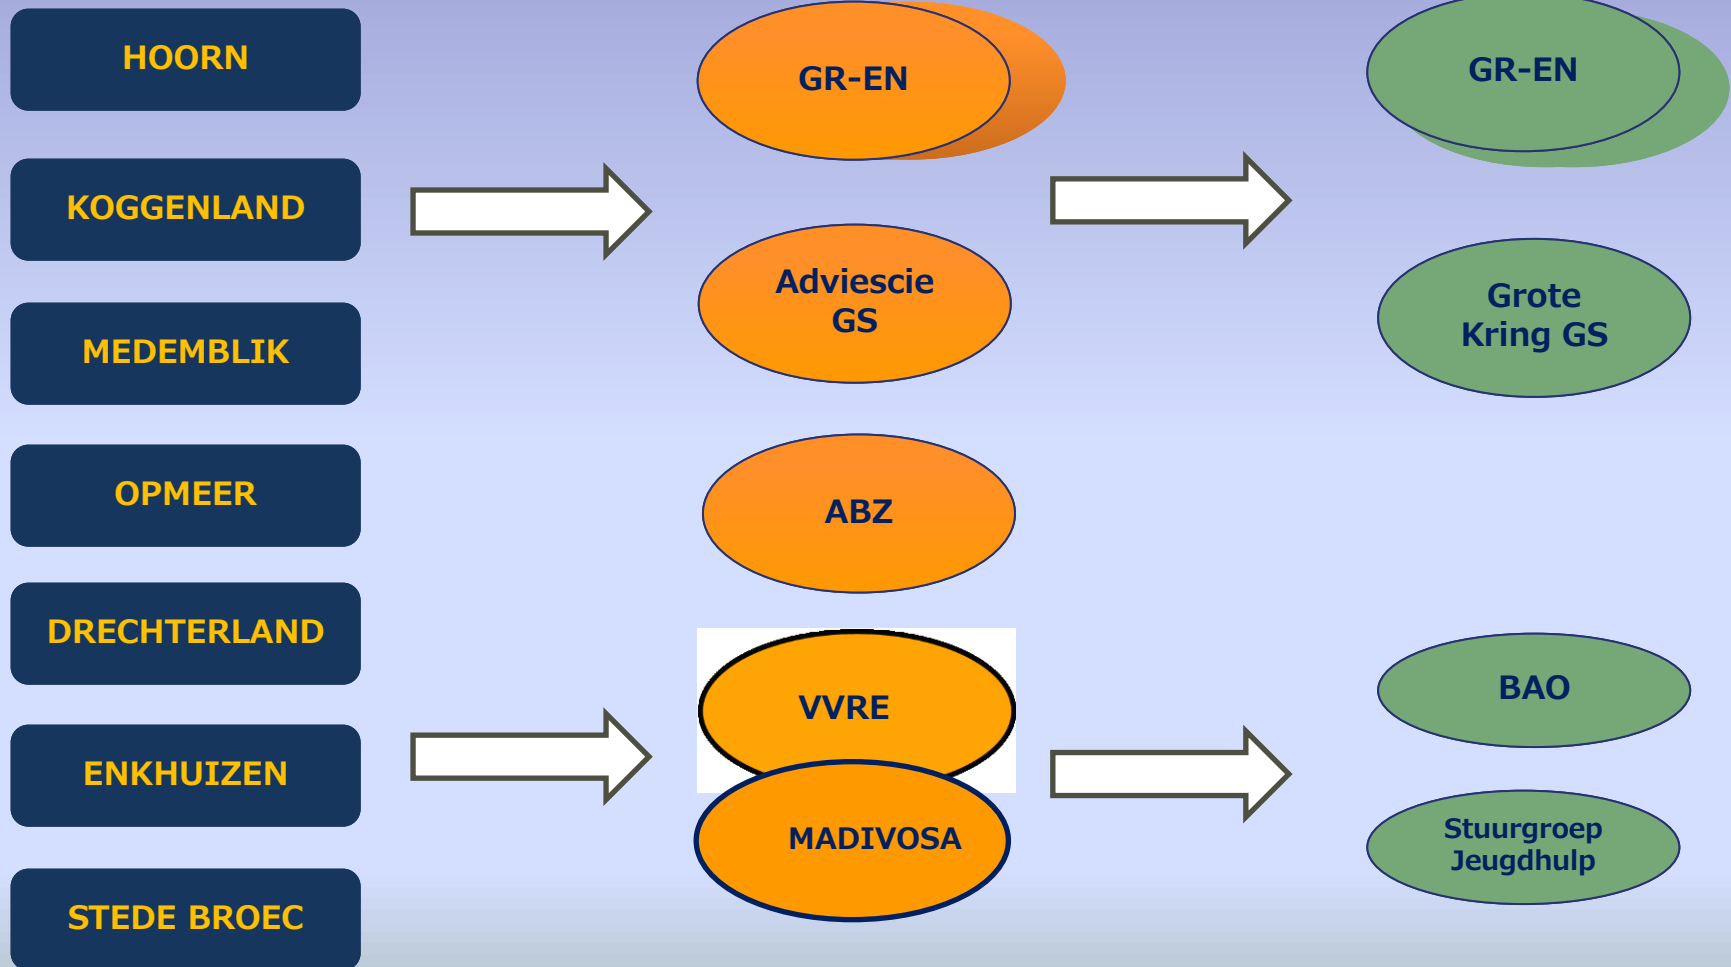 HOORN
KOGGENLAND
MEDEMBLIK
OPMEER
DRECHTERLAND
ENKHUIZEN
STEDE BROEC
GR-EN
Adviescie
GS
ABZ
VVRE
MADIVOSA
GR-EN
Grote
Kring GS
BAO
Stuurgroep
Jeugdhulp